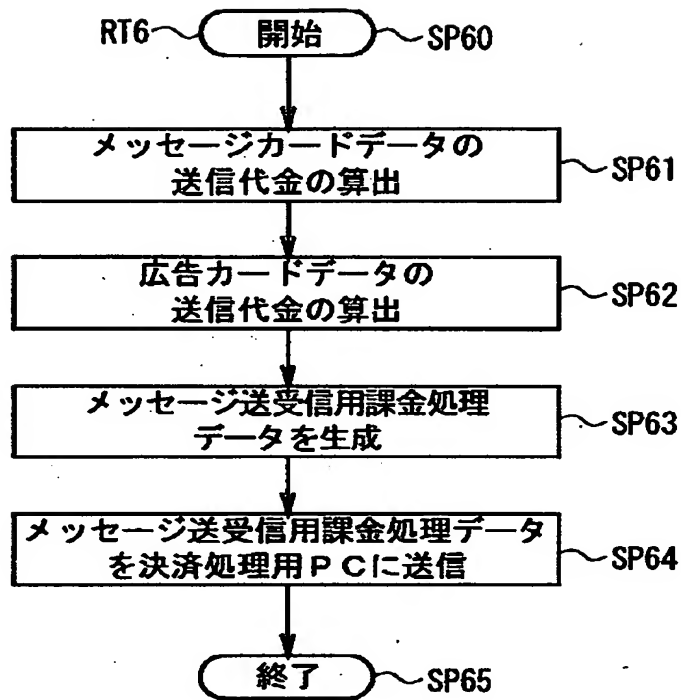 RT6 開始 SP60
メッセージカードデータの
送信代金の算出 SP61
広告カードデータの
送信代金の算出 SP62
メッセージ送受信用課金処理
データを生成 SP63
メッセージ送受信用課金処理データ
を決済処理用PCに送信 SP64
終了 SP65